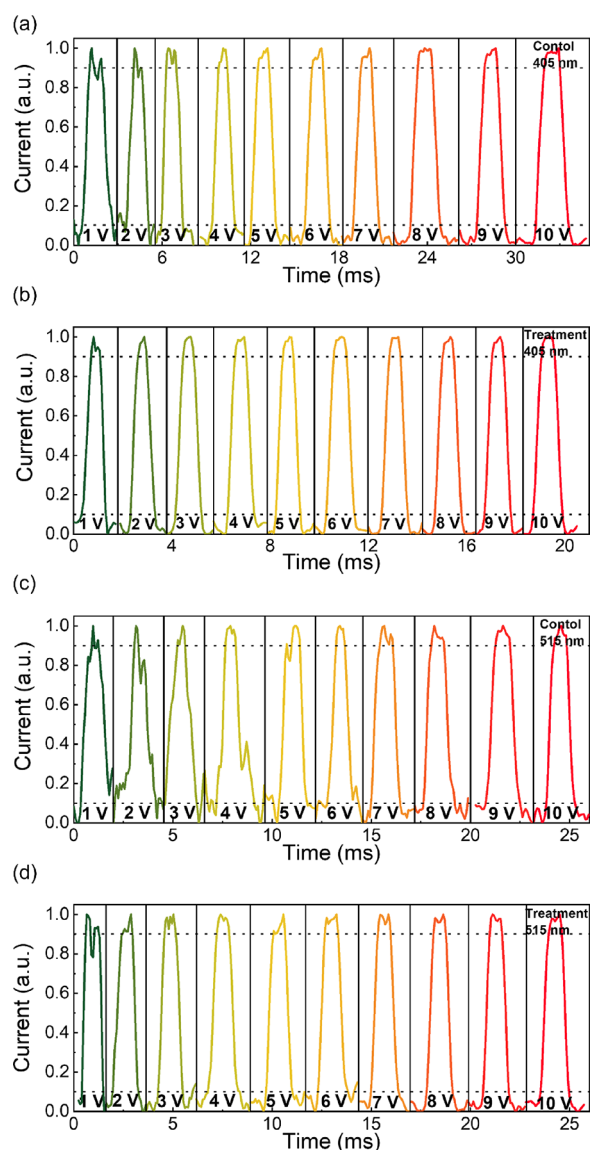 (a)
Current (a.u.)
1.0
0.8
0.6
0.4
0.2
0.0
Contol
405 nm
1 V 2 V 3 V 4 V 5 V 6 V 7 V 8 V 9 V 10 V
0 6 12 18 24 30
Time (ms)
(b)
Current (a.u.)
1.0
0.8
0.6
0.4
0.2
0.0
Treatment
405 nm
1 V 2 V 3 V 4 V 5 V 6 V 7 V 8 V 9 V 10 V
0 4 8 12 16 20
Time (ms)
(c)
Current (a.u.)
1.0
0.8
0.6
0.4
0.2
0.0
Contol
515 nm
1 V 2 V 3 V 4 V 5 V 6 V 7 V 8 V 9 V 10 V
0 5 10 15 20 25
Time (ms)
(d)
Current (a.u.)
1.0
0.8
0.6
0.4
0.2
0.0
Treatment
515 nm
1 V 2 V 3 V 4 V 5 V 6 V 7 V 8 V 9 V 10 V
0 5 10 15 20 25
Time (ms)